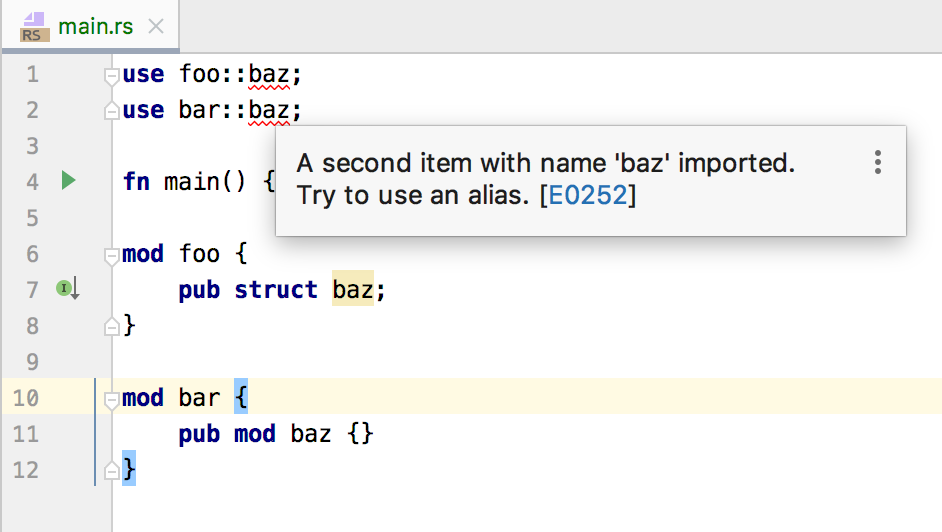 RS main.rs
1 use foo::baz;
2 use bar::baz;
3
A second item with name 'baz' imported.
Try to use an alias. [E0252]
4 fn main() {
5
6 mod foo {
7 I pub struct baz;
8 }
9
10 mod bar {
11 pub mod baz {}
12 }